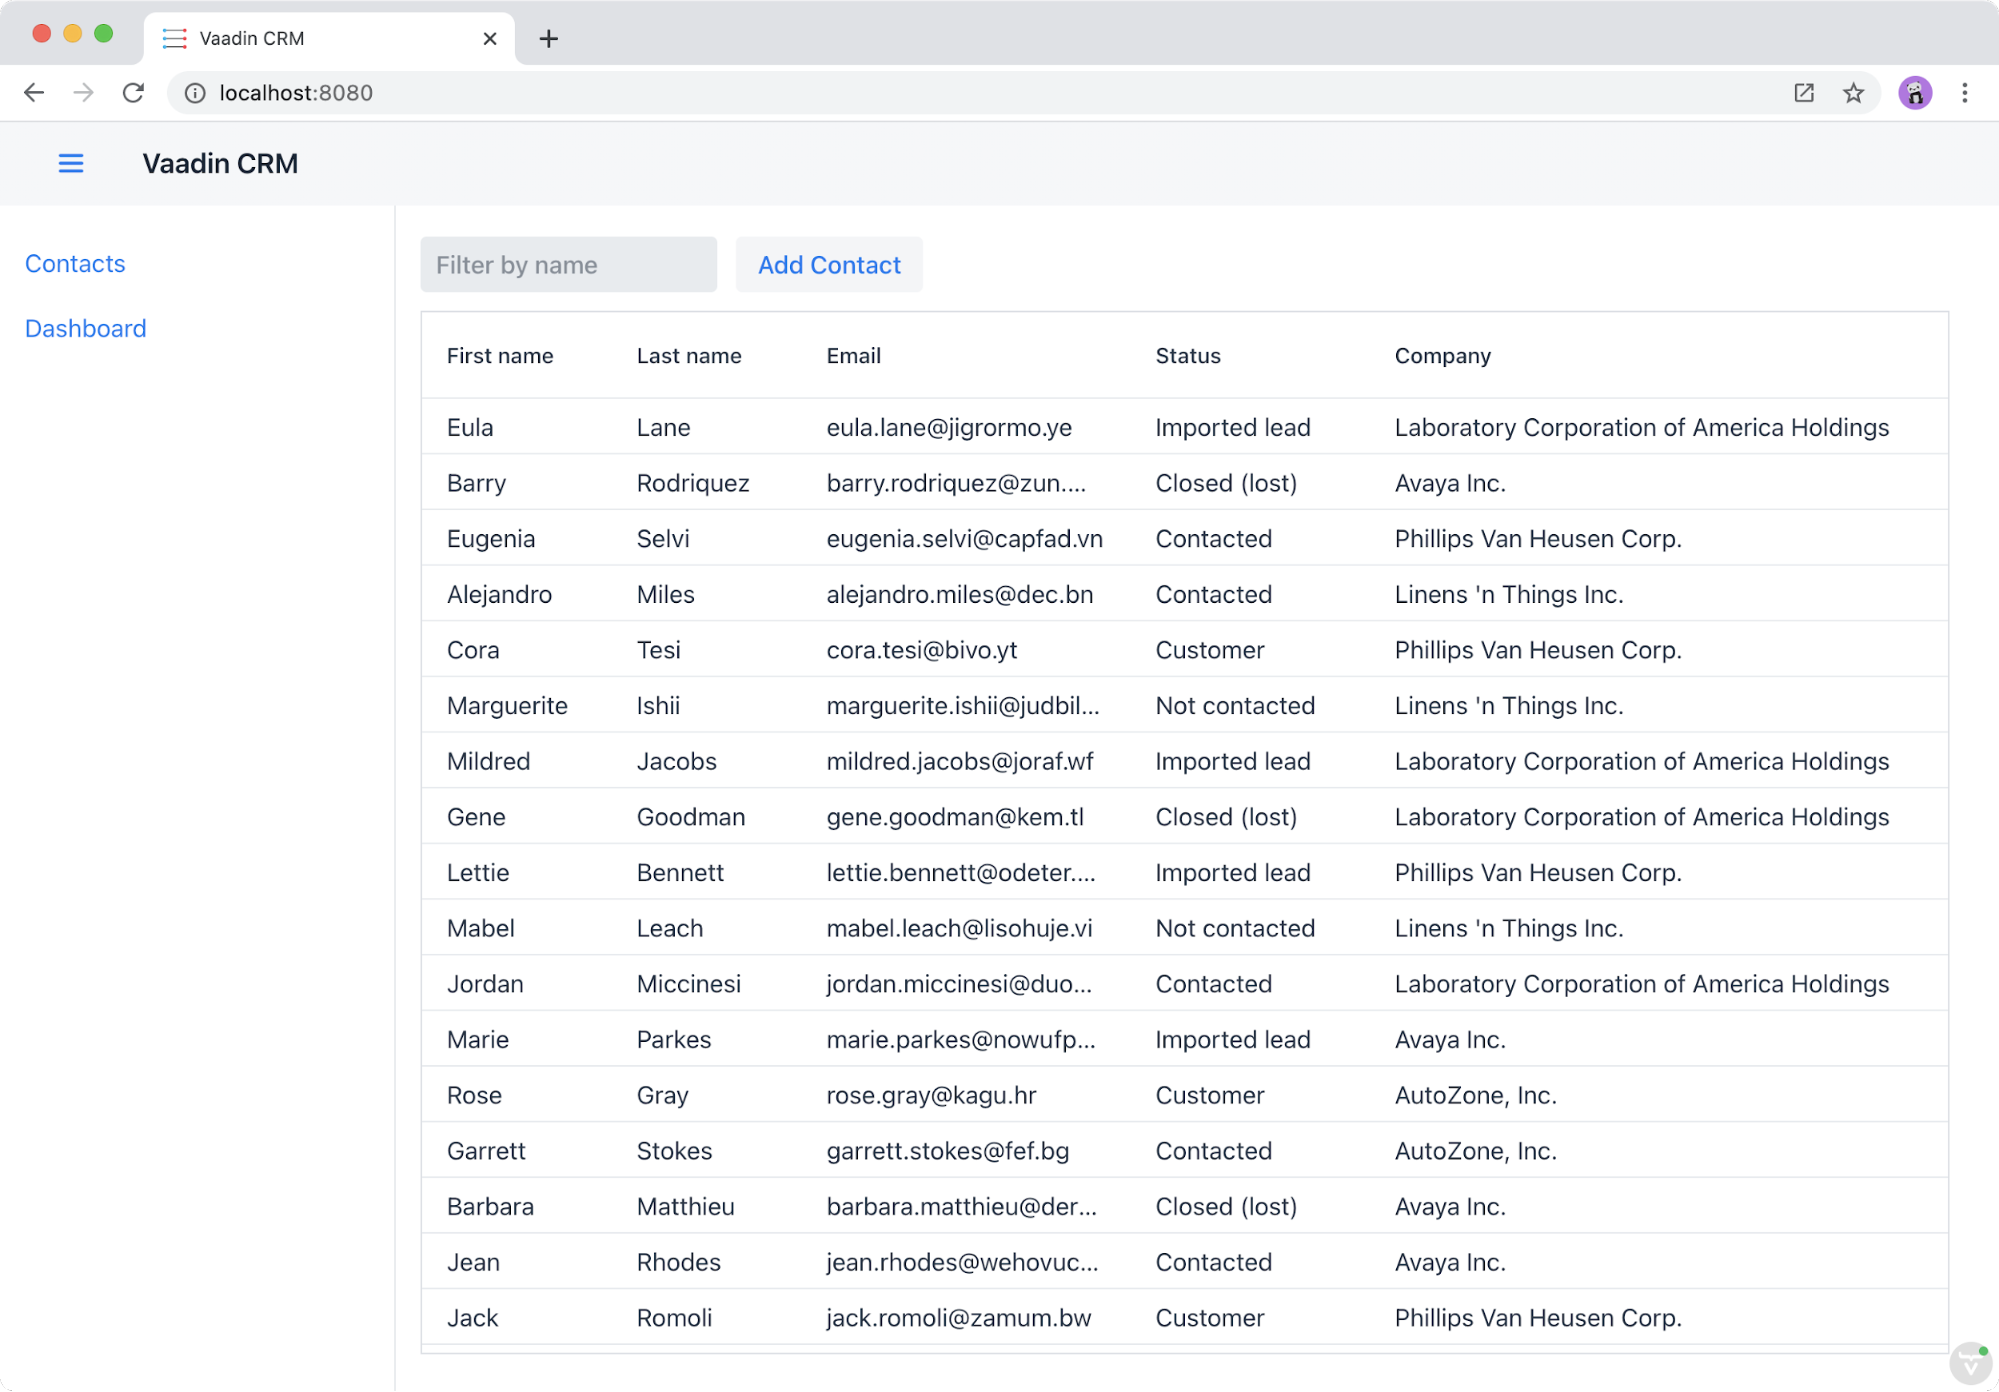 Vaadin CRM
localhost:8080
Vaadin CRM
Contacts
Dashboard
Filter by name Add Contact
First name Last name Email Status Company
Eula Lane eula.lane@jigrormo.ye Imported lead Laboratory Corporation of America Holdings
Barry Rodriquez barry.rodriquez@zun.... Closed (lost) Avaya Inc.
Eugenia Selvi eugenia.selvi@capfad.vn Contacted Phillips Van Heusen Corp.
Alejandro Miles alejandro.miles@dec.bn Contacted Linens 'n Things Inc.
Cora Tesi cora.tesi@bivo.yt Customer Phillips Van Heusen Corp.
Marguerite Ishii marguerite.ishii@judbil... Not contacted Linens 'n Things Inc.
Mildred Jacobs mildred.jacobs@joraf.wf Imported lead Laboratory Corporation of America Holdings
Gene Goodman gene.goodman@kem.tl Closed (lost) Laboratory Corporation of America Holdings
Lettie Bennett lettie.bennett@odeter.... Imported lead Phillips Van Heusen Corp.
Mabel Leach mabel.leach@lisohuje.vi Not contacted Linens 'n Things Inc.
Jordan Miccinesi jordan.miccinesi@duo... Contacted Laboratory Corporation of America Holdings
Marie Parkes marie.parkes@nowufp... Imported lead Avaya Inc.
Rose Gray rose.gray@kagu.hr Customer AutoZone, Inc.
Garrett Stokes garrett.stokes@fef.bg Contacted AutoZone, Inc.
Barbara Matthieu barbara.matthieu@der... Closed (lost) Avaya Inc.
Jean Rhodes jean.rhodes@wehovuc... Contacted Avaya Inc.
Jack Romoli jack.romoli@zamum.bw Customer Phillips Van Heusen Corp.